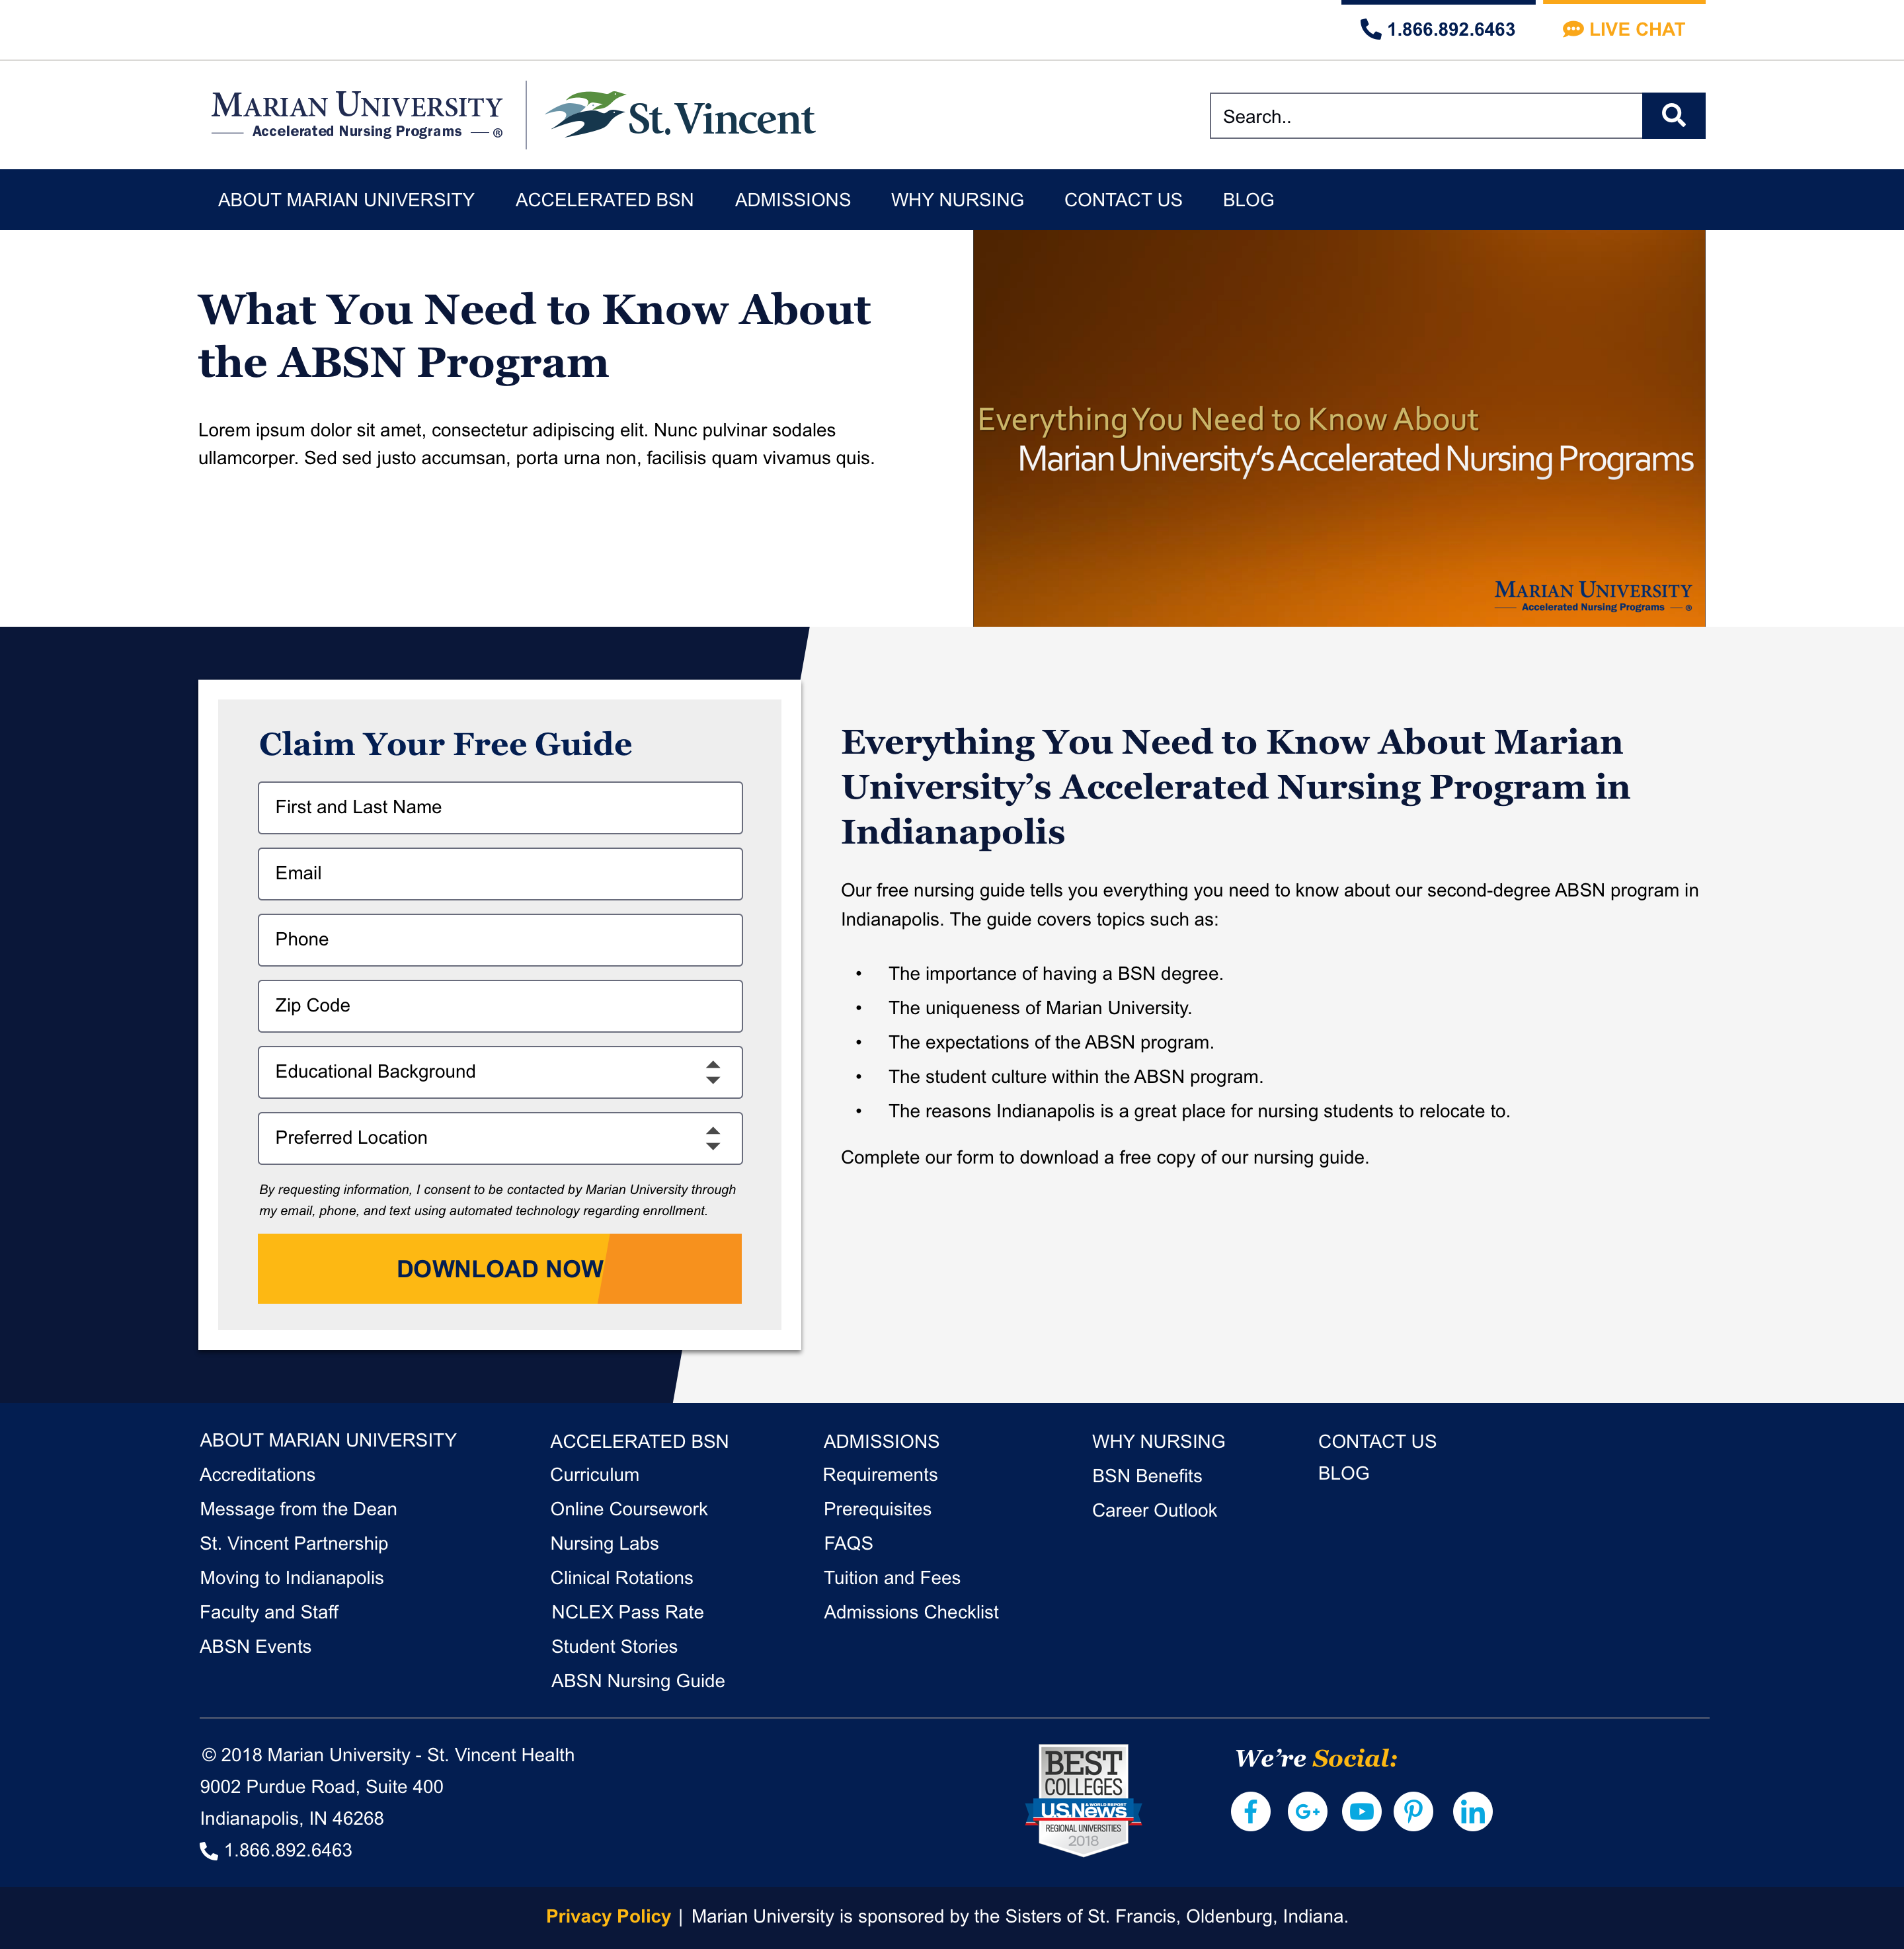 1.866.892.6463
LIVE CHAT
MARIAN UNIVERSITY
Accelerated Nursing Programs ®
St. Vincent
Search..
ABOUT MARIAN UNIVERSITY ACCELERATED BSN ADMISSIONS WHY NURSING CONTACT US BLOG
What You Need to Know About
the ABSN Program
Lorem ipsum dolor sit amet, consectetur adipiscing elit. Nunc pulvinar sodales
ullamcorper. Sed sed justo accumsan, porta urna non, facilisis quam vivamus quis.
Everything You Need to Know About
Marian University's Accelerated Nursing Programs
MARIAN UNIVERSITY
Accelerated Nursing Programs ®
Claim Your Free Guide
First and Last Name
Email
Phone
Zip Code
Educational Background
Preferred Location
By requesting information, I consent to be contacted by Marian University through
my email, phone, and text using automated technology regarding enrollment.
DOWNLOAD NOW
Everything You Need to Know About Marian
University’s Accelerated Nursing Program in
Indianapolis
Our free nursing guide tells you everything you need to know about our second-degree ABSN program in
Indianapolis. The guide covers topics such as:
• The importance of having a BSN degree.
• The uniqueness of Marian University.
• The expectations of the ABSN program.
• The student culture within the ABSN program.
• The reasons Indianapolis is a great place for nursing students to relocate to.
Complete our form to download a free copy of our nursing guide.
ABOUT MARIAN UNIVERSITY
Accreditations
Message from the Dean
St. Vincent Partnership
Moving to Indianapolis
Faculty and Staff
ABSN Events
ACCELERATED BSN
Curriculum
Online Coursework
Nursing Labs
Clinical Rotations
NCLEX Pass Rate
Student Stories
ABSN Nursing Guide
ADMISSIONS
Requirements
Prerequisites
FAQS
Tuition and Fees
Admissions Checklist
WHY NURSING
BSN Benefits
Career Outlook
CONTACT US
BLOG
© 2018 Marian University - St. Vincent Health
9002 Purdue Road, Suite 400
Indianapolis, IN 46268
1.866.892.6463
BEST
COLLEGES
U.S.News
& WORLD REPORT
REGIONAL UNIVERSITIES
2018
We’re Social:
Privacy Policy | Marian University is sponsored by the Sisters of St. Francis, Oldenburg, Indiana.